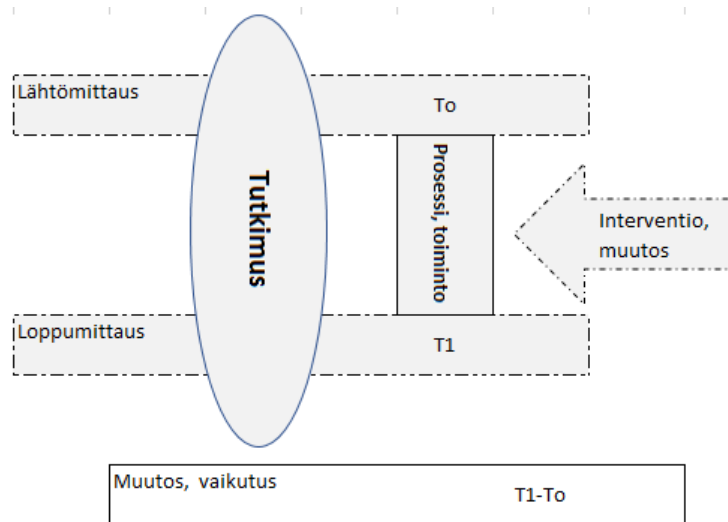 Lähtömittaus
To
Tutkimus
Prosessi, toiminto
Interventio,
muutos
Loppumittaus
T1
Muutos, vaikutus
T1-To